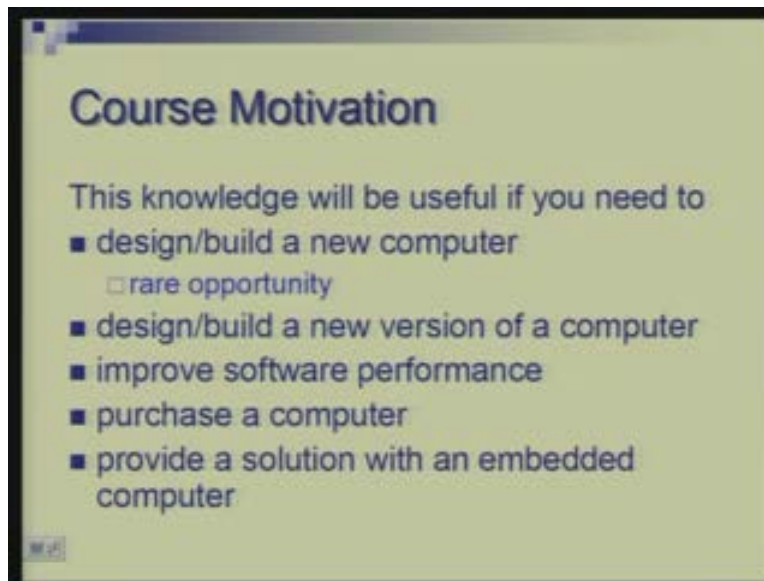 Course Motivation
This knowledge will be useful if you need to
design/build a new computer
rare opportunity
design/build a new version of a computer
improve software performance
purchase a computer
provide a solution with an embedded
computer